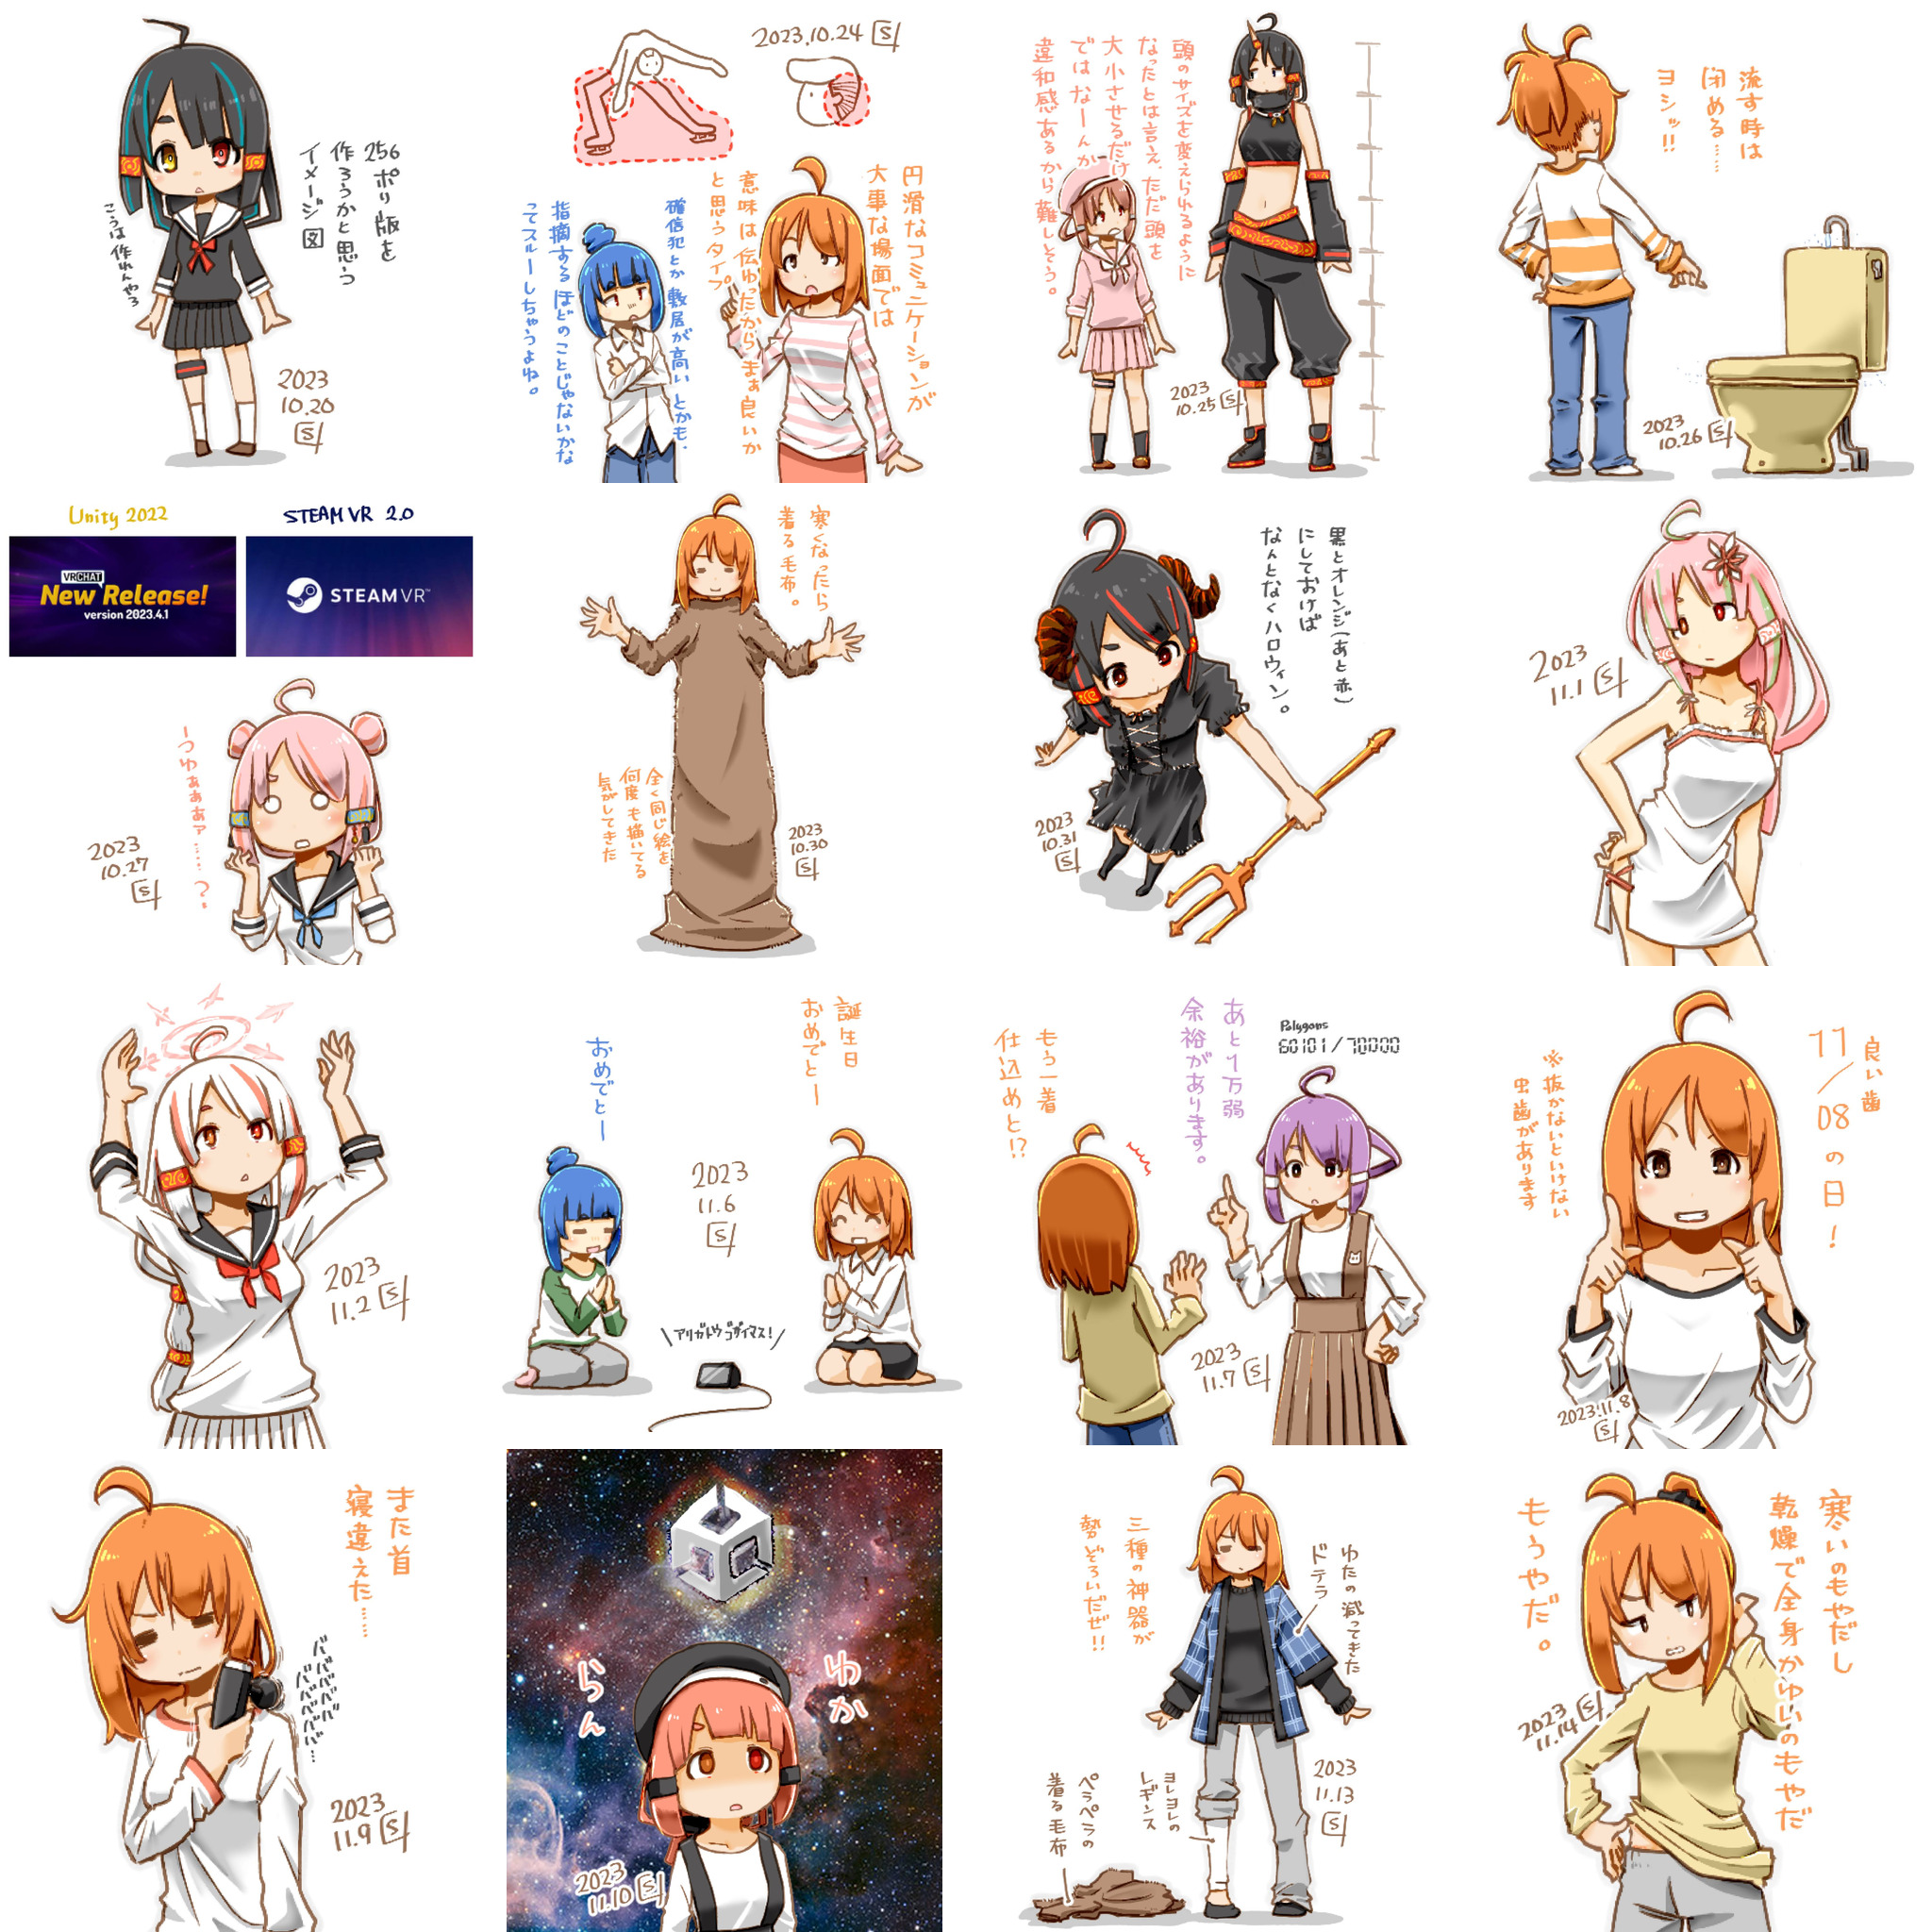 256ポリ版を
作ろうかと思う
イメージ図
こうは作れんやろ
2023
10.20
2023.10.24
円滑なコミュニケーションが
大事な場面では
意味は伝わったからまぁ良いか
と思うタイプ
確信犯とか敷居が高いとかも、
指摘するほどのことじゃないかな
ってスルーしちゃうよね。
頭のサイズを変えられるように
なったとは言え、ただ頭を
大小させるだけ
ではなーんか
違和感あるから難しそう。
2023
10.25
流す時は
閉める……
ヨシッ!!
2023
10.26
Unity 2022
STEAM VR 2.0
VRCHAT
New Release!
version 2023.4.1
STEAMVR™
2023
10.27
寒くなったら
着る毛布。
全く同じ絵を
何度も描いてる
気がしてきた
2023
10.30
黒とオレンジ(あと赤)
にしておけば
なんとなくハロウィン。
2023
10.31
2023
11.1
2023
11.2
誕生日
おめでとー
おめでとー
2023
11.6
\アリガトウゴザイマス!/
Polygons
60101/70000
あと1万弱
余裕があります。
もう一着
仕込めと!?
2023
11.7
良い歯
11/08の日!
※抜かないといけない
虫歯があります
2023.11.8
また首
寝違えた……
ババババババババ…
2023
11.9
わか
らん
2023
11.10
三種の神器が
勢ぞろいだぜ!!
わたの減ってきた
ドテラ
ヨレヨレの
レギンス
ペラペラの
着る毛布
2023
11.13
寒いのもやだし
乾燥で全身かゆいのもやだ
もうやだ。
2023
11.14